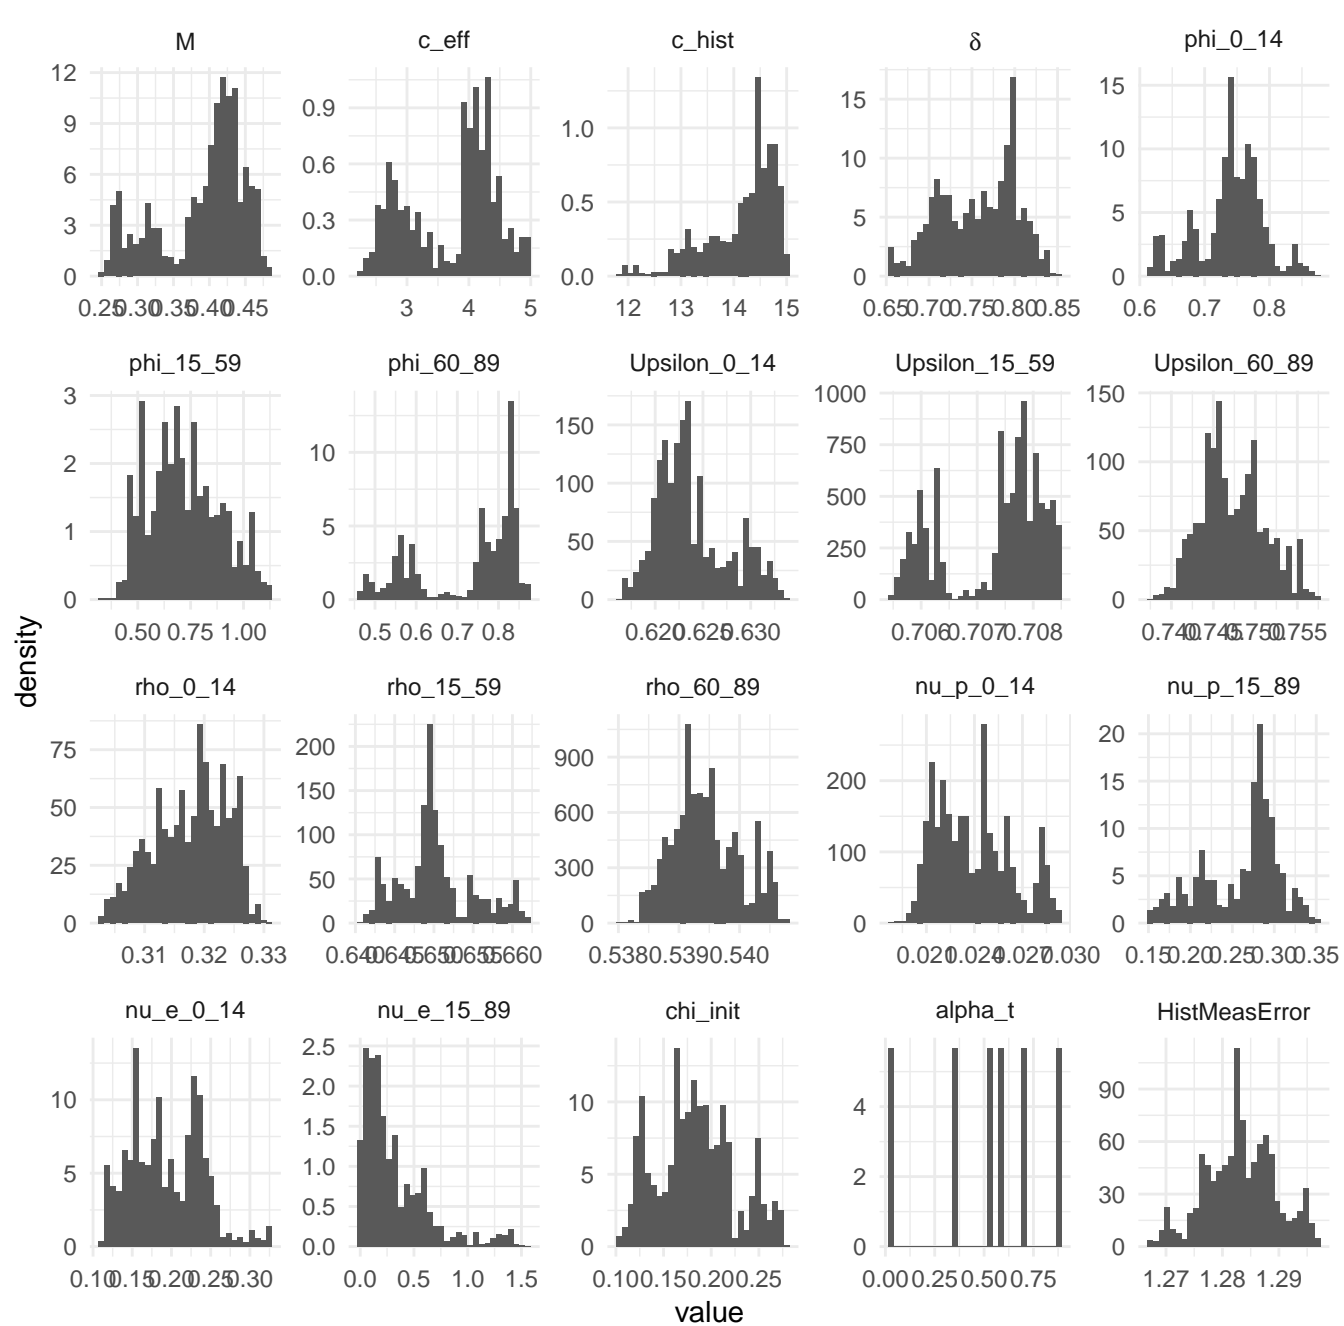 M c_eff c_hist δ phi_0_14
12 9 6 3 0
0.9 0.6 0.3 0.0
1.0 0.5 0.0
15 10 5 0
15 10 5 0
0.25 0.30 0.35 0.40 0.45
3 4 5
12 13 14 15
0.65 0.70 0.75 0.80 0.85
0.6 0.7 0.8
phi_15_59 phi_60_89 Upsilon_0_14 Upsilon_15_59 Upsilon_60_89
3 2 1 0
10 5 0
150 100 50 0
1000 750 500 250 0
150 100 50 0
0.50 0.75 1.00
0.5 0.6 0.7 0.8
0.620 0.625 0.630
0.706 0.707 0.708
0.740 0.745 0.750 0.755
density
rho_0_14 rho_15_59 rho_60_89 nu_p_0_14 nu_p_15_89
75 50 25 0
200 150 100 50 0
900 600 300 0
200 100 0
20 15 10 5 0
0.31 0.32 0.33
0.640 0.645 0.650 0.655 0.660
0.538 0.539 0.540
0.021 0.024 0.027 0.030
0.15 0.20 0.25 0.30 0.35
nu_e_0_14 nu_e_15_89 chi_init alpha_t HistMeasError
10 5 0
2.5 2.0 1.5 1.0 0.5 0.0
10 5 0
4 2 0
90 60 30 0
0.10 0.15 0.20 0.25 0.30
0.0 0.5 1.0 1.5
0.100 0.150 0.200 0.25
0.00 0.25 0.50 0.75
1.27 1.28 1.29
value